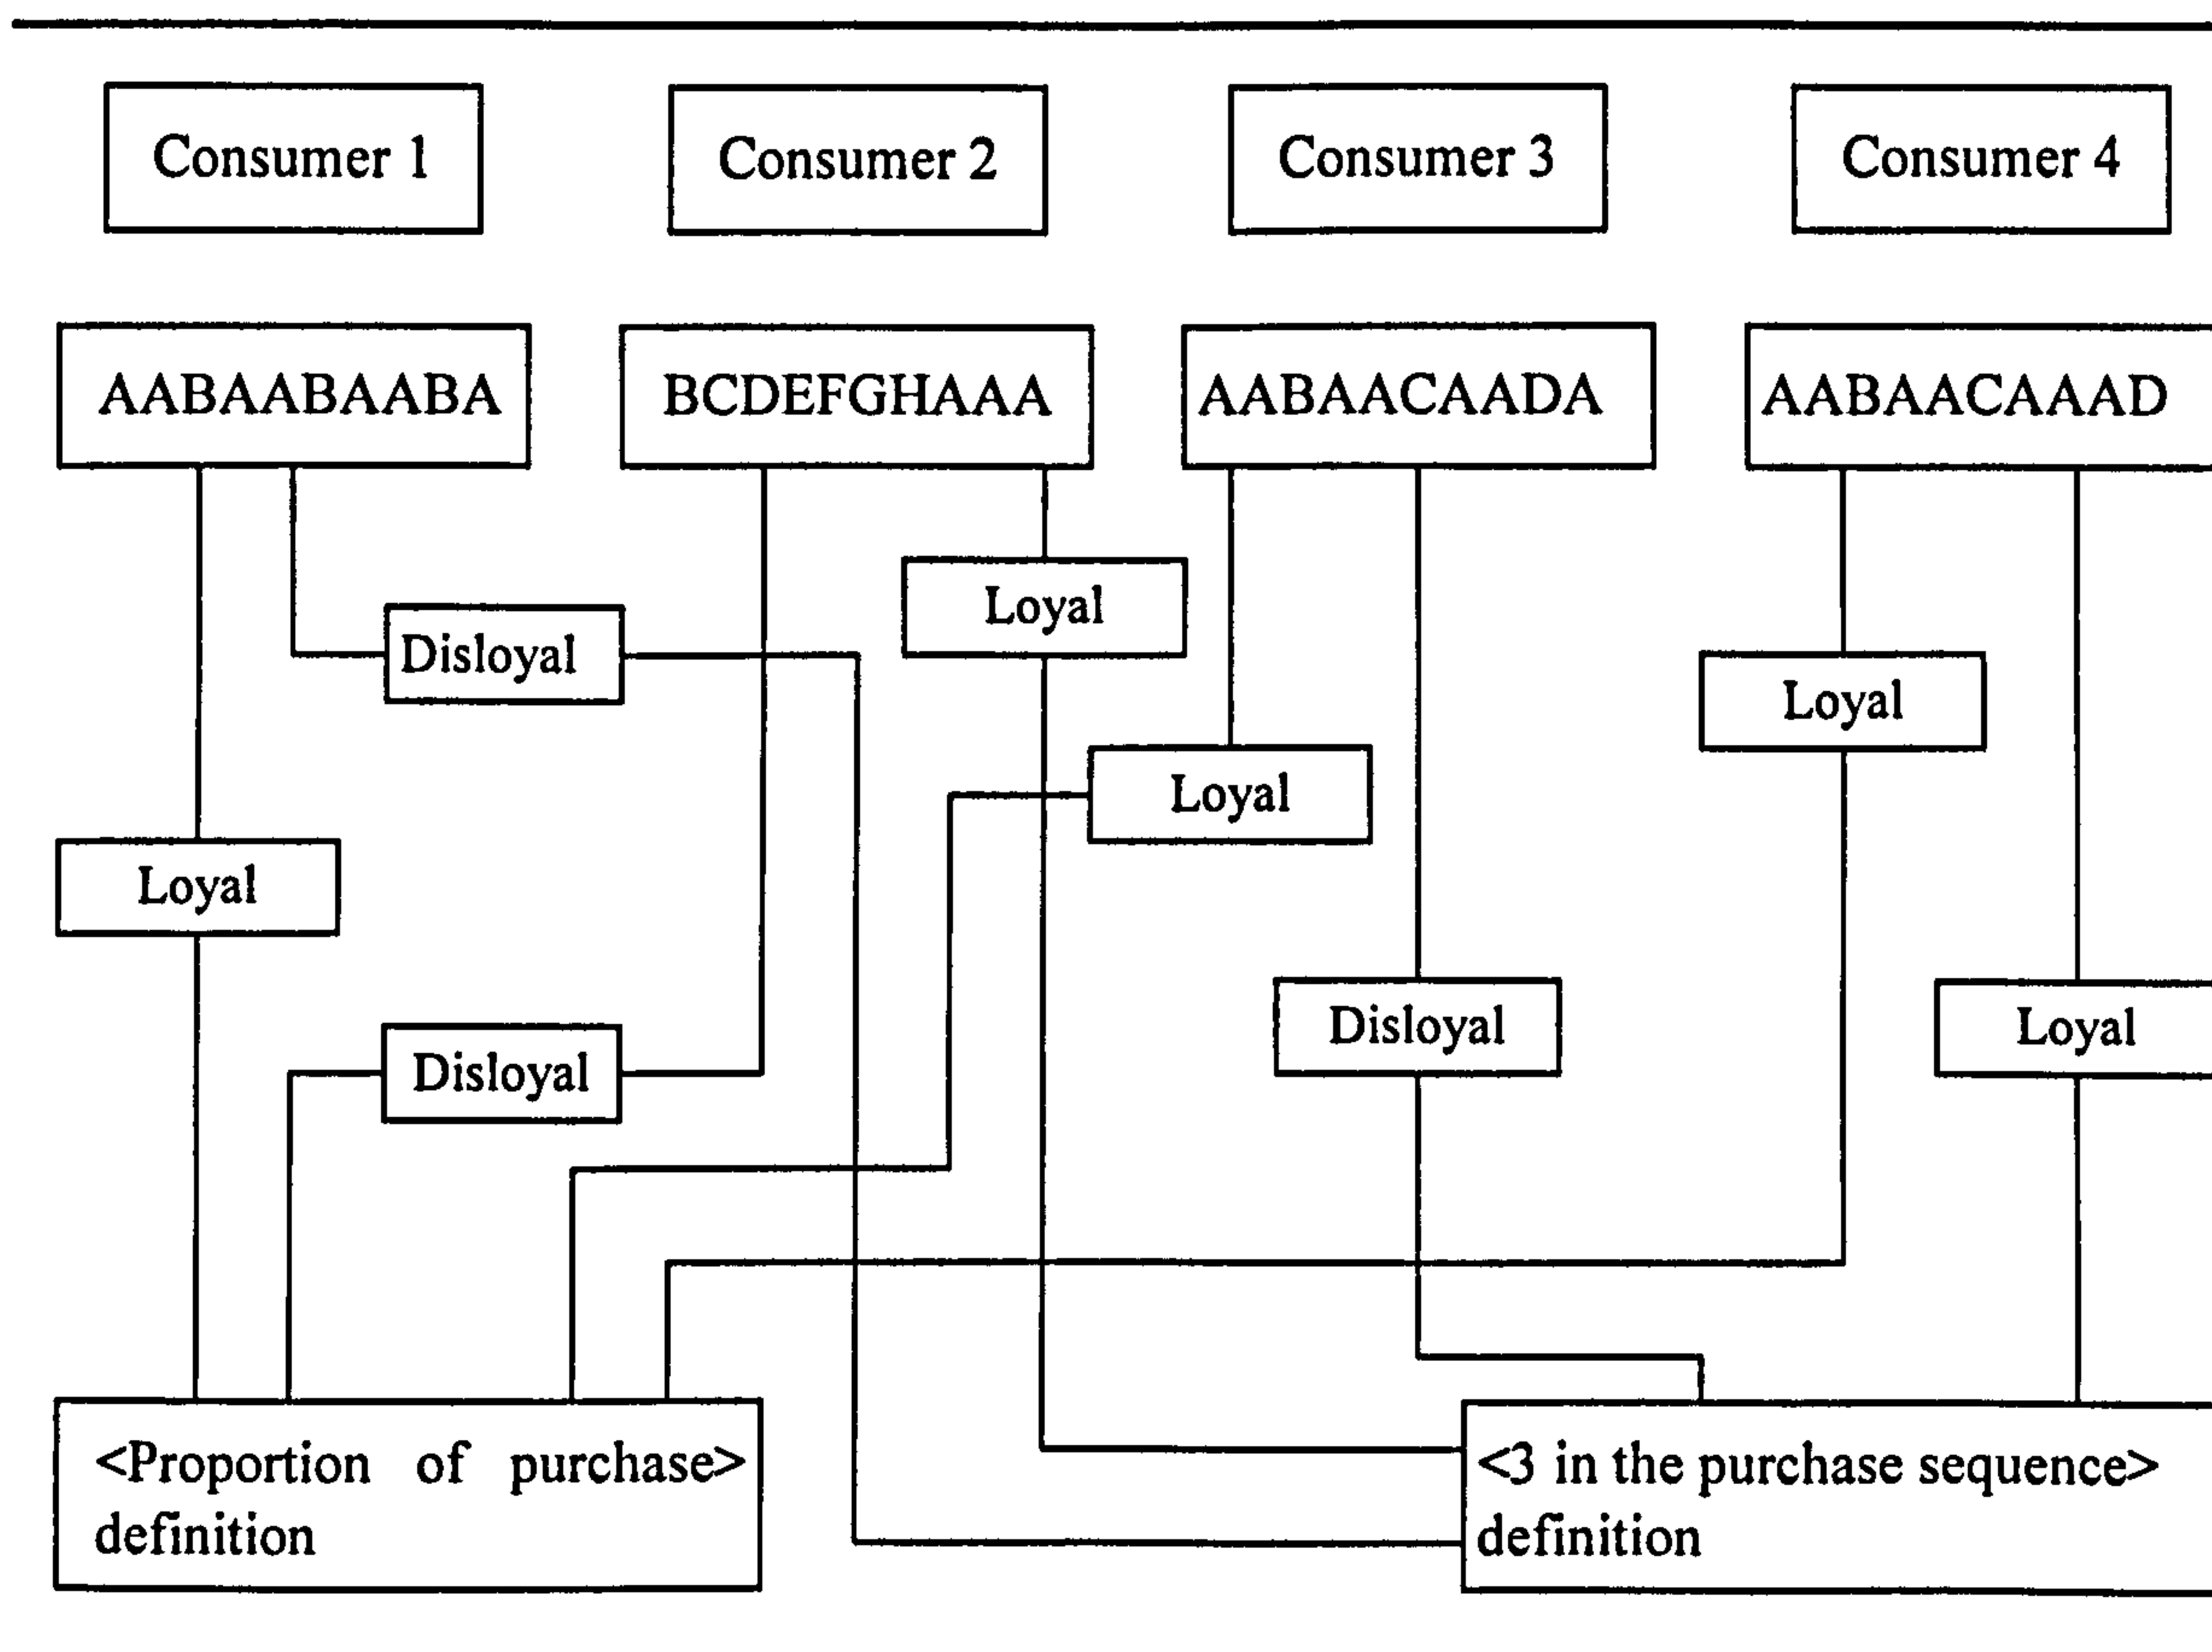 Consumer 1
Consumer 2
Consumer 3
Consumer 4
AABAABAABA
BCDEFGHAAA
AABAACAADA
AABAACAAAD
Loyal
Disloyal
Loyal
Loyal
Loyal
Disloyal
Loyal
Disloyal
<Proportion of purchase>
definition
<3 in the purchase sequence>
definition